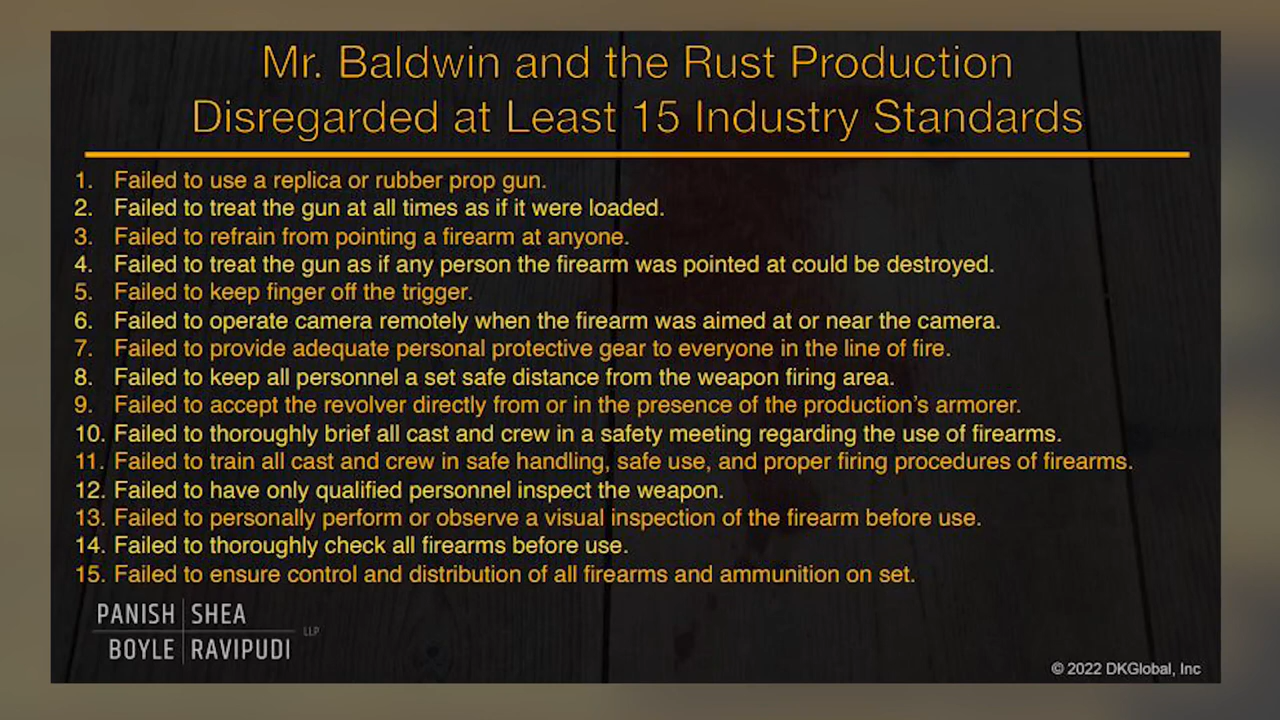 Mr. Baldwin and the Rust Production
Disregarded at Least 15 Industry Standards
1. Failed to use a replica or rubber prop gun.
2. Failed to treat the gun at all times as if it were loaded.
3. Failed to refrain from pointing a firearm at anyone.
4. Failed to treat the gun as if any person the firearm was pointed at could be destroyed.
5. Failed to keep finger off the trigger.
6. Failed to operate camera remotely when the firearm was aimed at or near the camera.
7. Failed to provide adequate personal protective gear to everyone in the line of fire.
8. Failed to keep all personnel a set safe distance from the weapon firing area.
9. Failed to accept the revolver directly from or in the presence of the production’s armorer.
10. Failed to thoroughly brief all cast and crew in a safety meeting regarding the use of firearms.
11. Failed to train all cast and crew in safe handling, safe use, and proper firing procedures of firearms.
12. Failed to have only qualified personnel inspect the weapon.
13. Failed to personally perform or observe a visual inspection of the firearm before use.
14. Failed to thoroughly check all firearms before use.
15. Failed to ensure control and distribution of all firearms and ammunition on set.
PANISH SHEA
BOYLE RAVIPUDI LLP
© 2022 DKGlobal, Inc